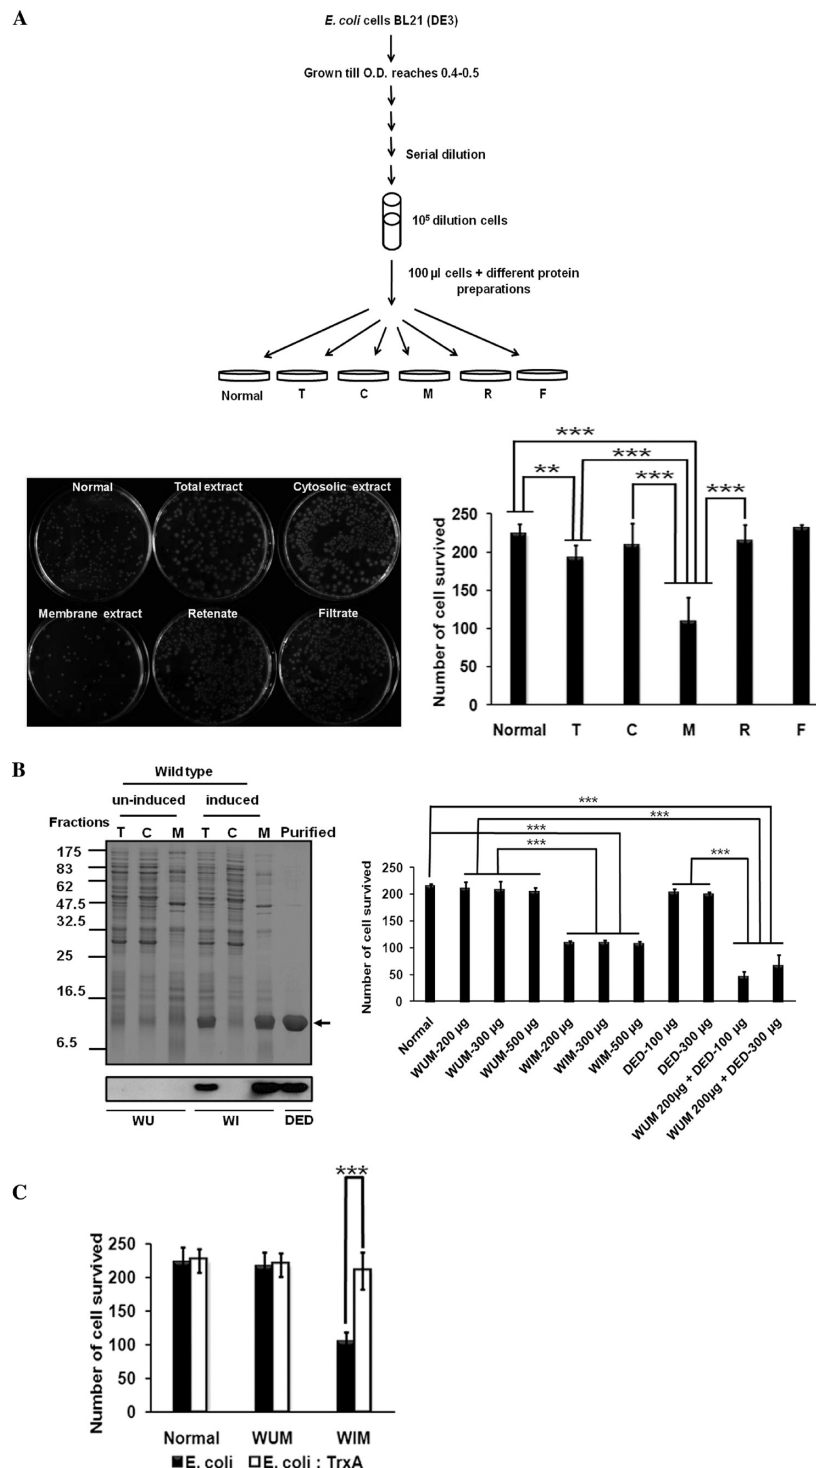 A
E. coli cells BL21 (DE3)
Grown till O.D. reaches 0.4-0.5
Serial dilution
10⁵ dilution cells
100 µl cells + different protein
preparations
Normal T C M R F
Normal Total extract Cytosolic extract
Membrane extract Retenate Filtrate
Number of cell survived
***
***
** *** ***
250
200
150
100
50
0
Normal T C M R F
B
Wild type
un-induced induced
Fractions T C M T C M Purified
175
83
62
47.5
32.5
25
16.5
6.5
WU WI DED
Number of cell survived
***
***
***
***
***
250
200
150
100
50
0
Normal
WUM-200 µg
WUM-300 µg
WUM-500 µg
WIM-200 µg
WIM-300 µg
WIM-500 µg
DED-100 µg
DED-300 µg
WUM 200µg + DED-100 µg
WUM 200µg + DED-300 µg
C
Number of cell survived
***
250
200
150
100
50
0
Normal WUM WIM
E. coli E. coli : TrxA